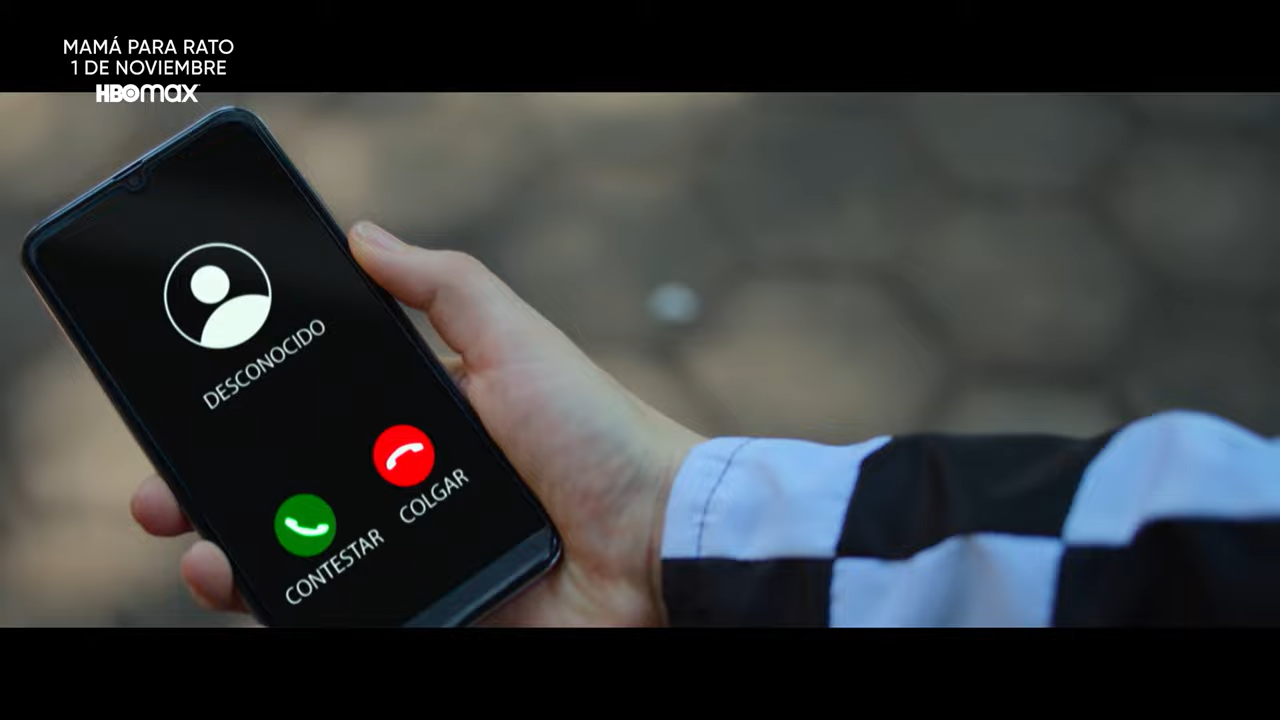 MAMÁ PARA RATO
1 DE NOVIEMBRE
HBOmax
DESCONOCIDO
COLGAR
CONTESTAR